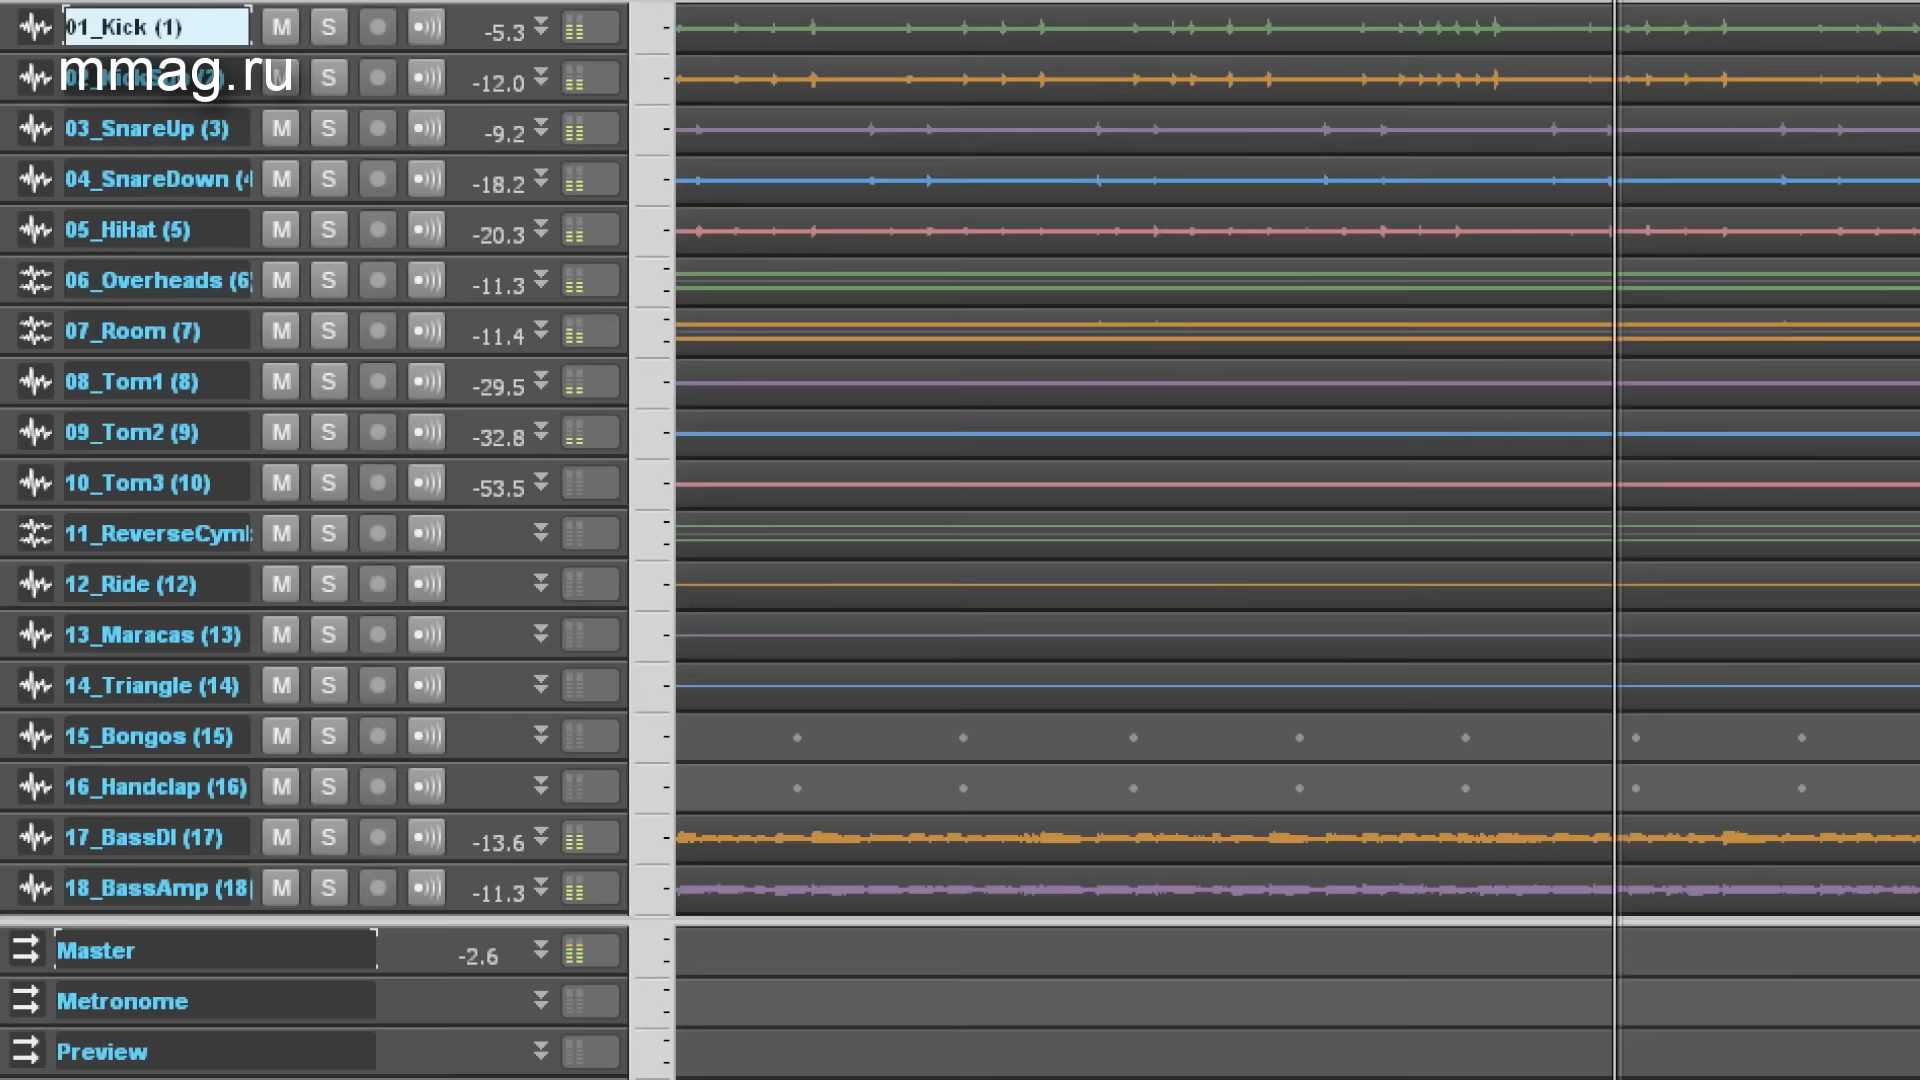 01_Kick (1) M S -5.3
mmag.ru
M S -12.0
03_SnareUp (3) M S -9.2
04_SnareDown (4 M S -18.2
05_HiHat (5) M S -20.3
06_Overheads (6) M S -11.3
07_Room (7) M S -11.4
08_Tom1 (8) M S -29.5
09_Tom2 (9) M S -32.8
10_Tom3 (10) M S -53.5
11_ReverseCymb M S
12_Ride (12) M S
13_Maracas (13) M S
14_Triangle (14) M S
15_Bongos (15) M S
16_Handclap (16) M S
17_BassDI (17) M S -13.6
18_BassAmp (18) M S -11.3
Master -2.6
Metronome
Preview